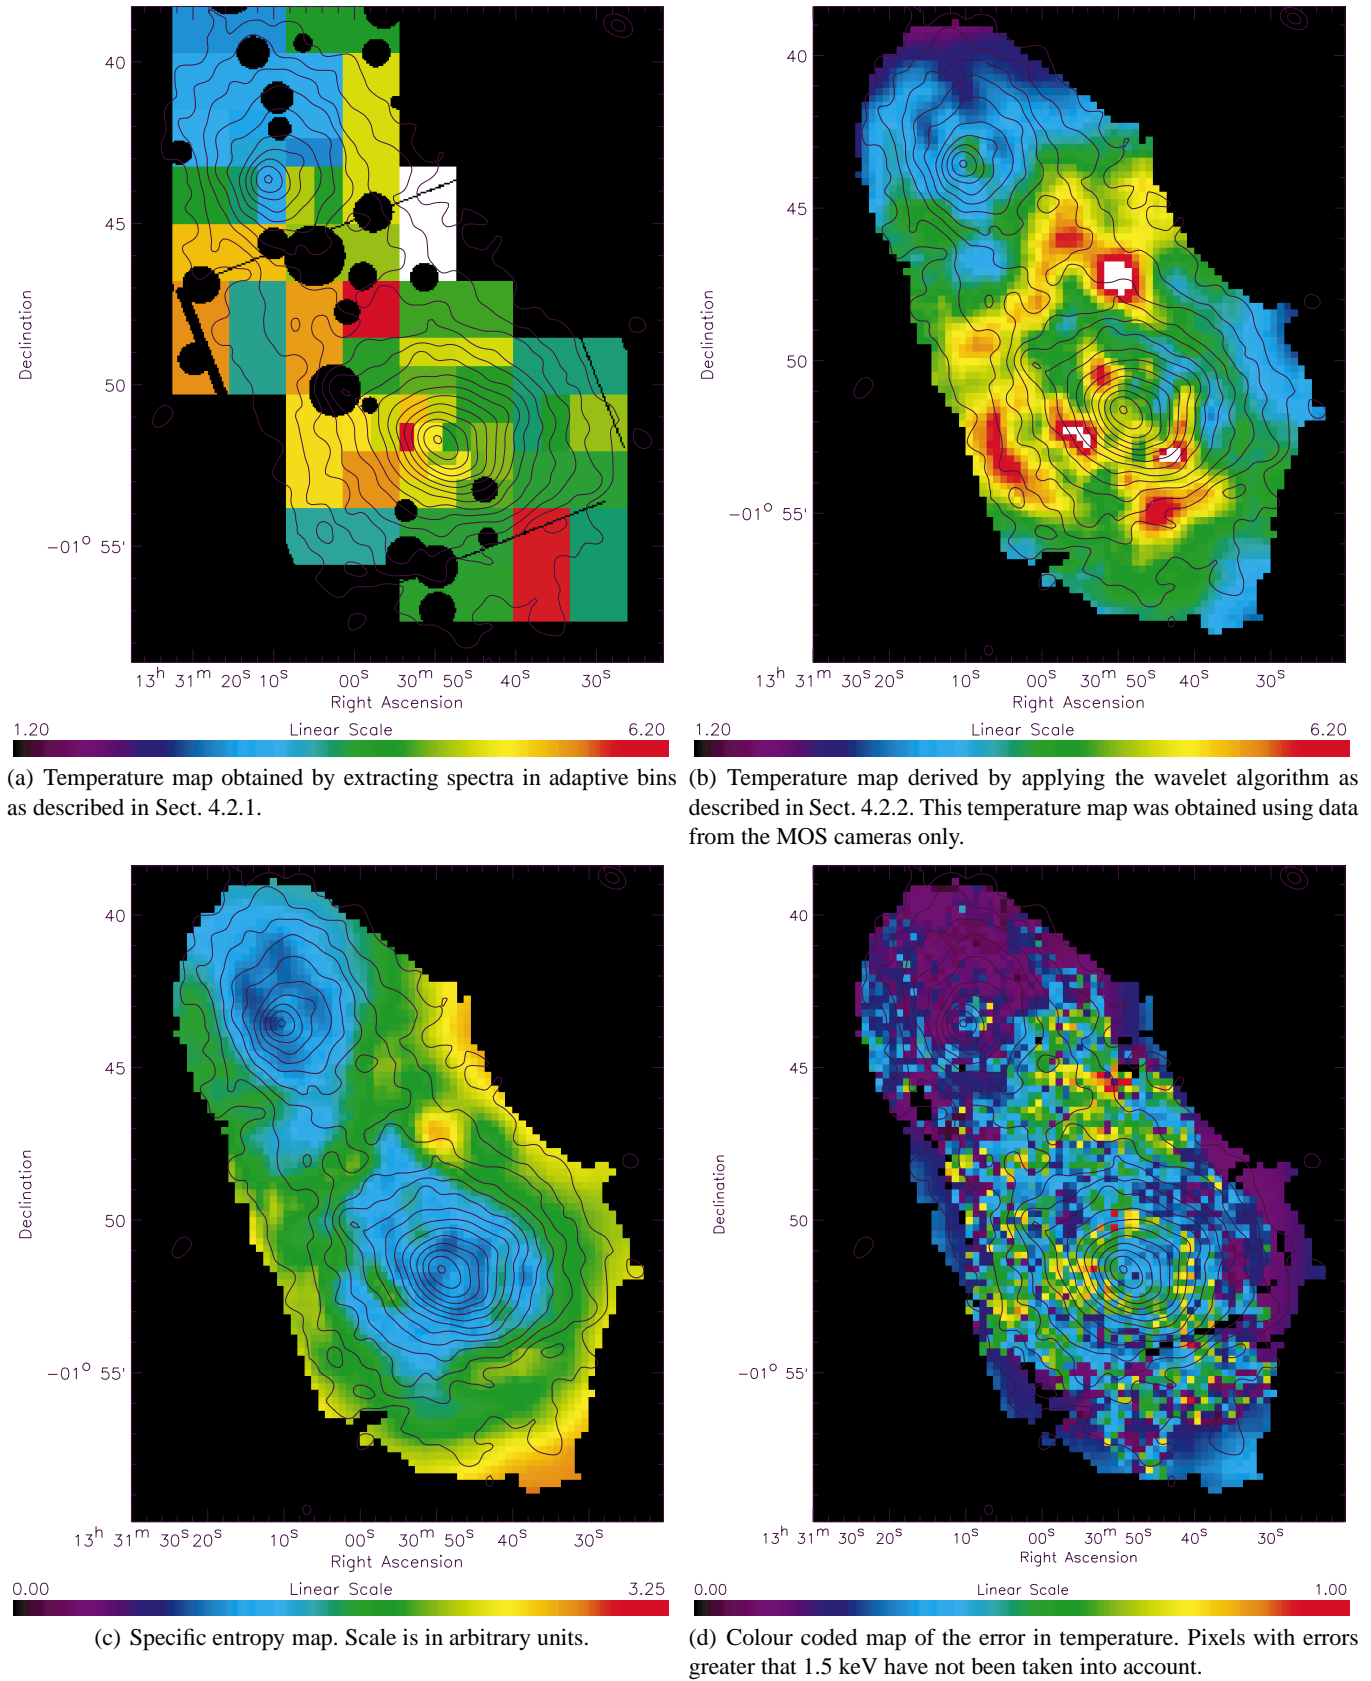 40
45
50
−01° 55'
Declination
13ʰ 31ᵐ 20ˢ 10ˢ 00ˢ 30ᵐ 50ˢ 40ˢ 30ˢ
Right Ascension
1.20 Linear Scale 6.20
(a) Temperature map obtained by extracting spectra in adaptive bins
as described in Sect. 4.2.1.
40
45
50
−01° 55'
Declination
13ʰ 31ᵐ 30ˢ20ˢ 10ˢ 00ˢ 30ᵐ 50ˢ 40ˢ 30ˢ
Right Ascension
1.20 Linear Scale 6.20
(b) Temperature map derived by applying the wavelet algorithm as
described in Sect. 4.2.2. This temperature map was obtained using data
from the MOS cameras only.
40
45
50
−01° 55'
Declination
13ʰ 31ᵐ 30ˢ 20ˢ 10ˢ 00ˢ 30ᵐ 50ˢ 40ˢ 30ˢ
Right Ascension
0.00 Linear Scale 3.25
(c) Specific entropy map. Scale is in arbitrary units.
40
45
50
−01° 55'
Declination
13ʰ 31ᵐ 30ˢ20ˢ 10ˢ 00ˢ 30ᵐ 50ˢ 40ˢ 30ˢ
Right Ascension
0.00 Linear Scale 1.00
(d) Colour coded map of the error in temperature. Pixels with errors
greater that 1.5 keV have not been taken into account.